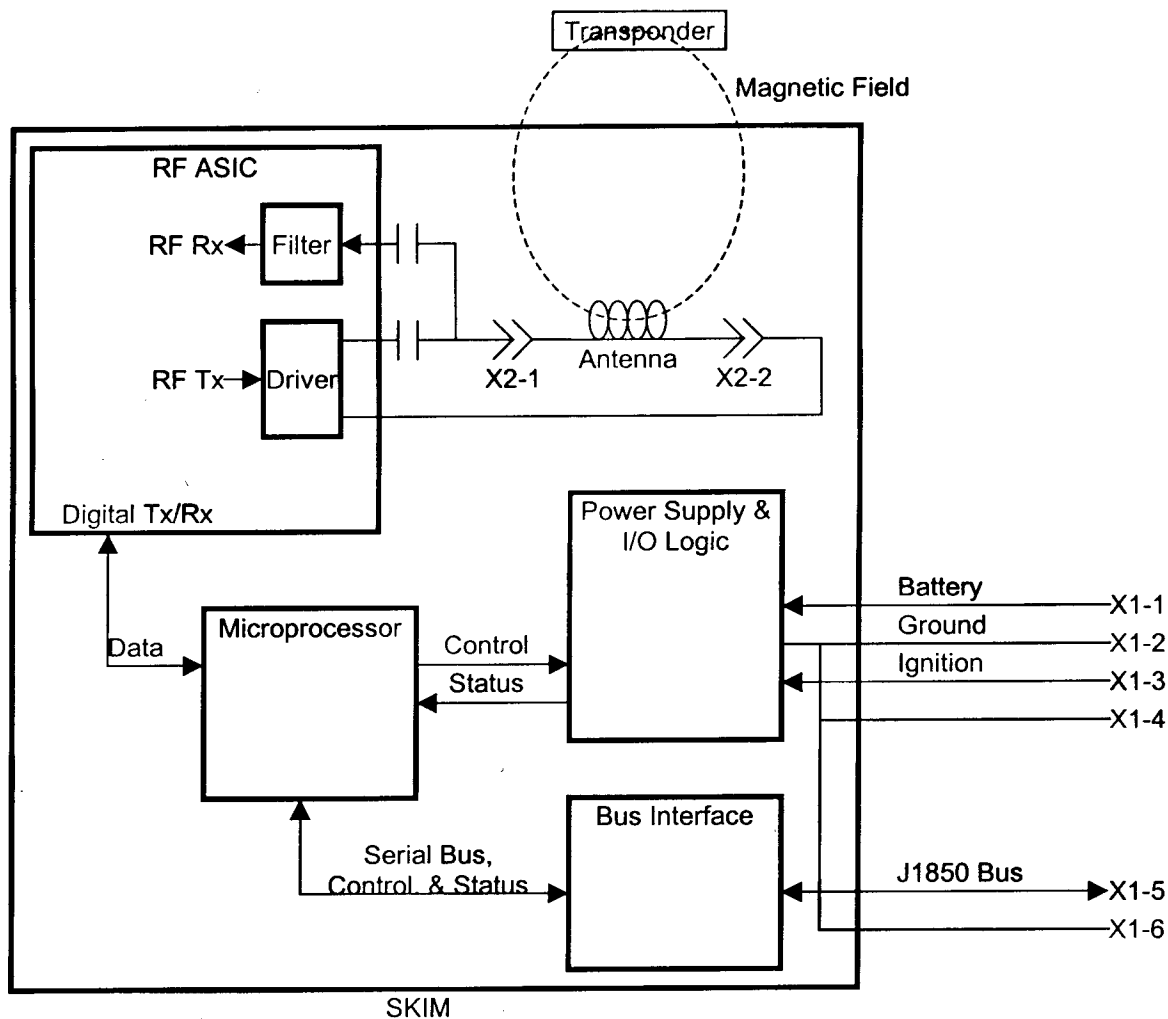 Transponder
Magnetic Field
RF ASIC
RF Rx
Filter
RF Tx
Driver
X2-1
Antenna
X2-2
Digital Tx/Rx
Data
Microprocessor
Control
Status
Power Supply &
I/O Logic
Battery
X1-1
Ground
X1-2
Ignition
X1-3
X1-4
Serial Bus,
Control, & Status
Bus Interface
J1850 Bus
X1-5
X1-6
SKIM